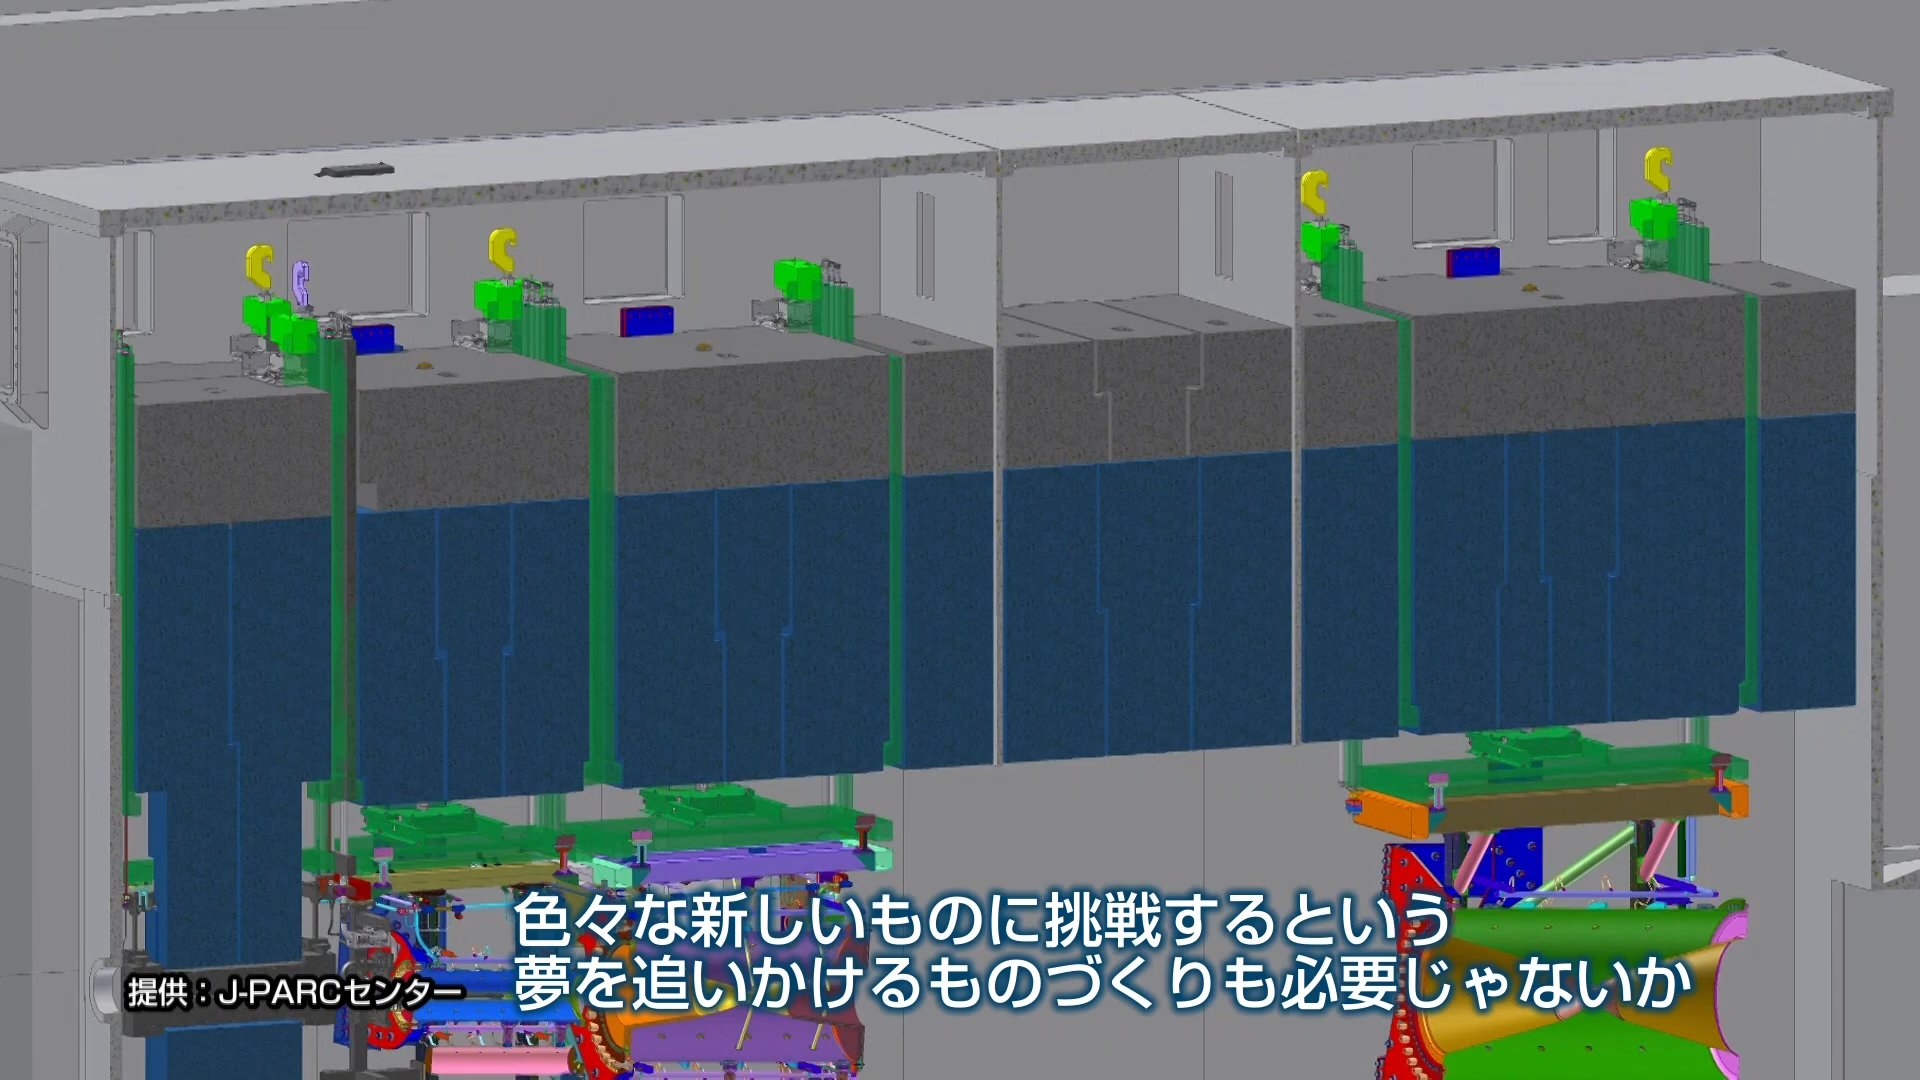 色々な新しいものに挑戦するという
夢を追いかけるものづくりも必要じゃないか
提供：J-PARCセンター